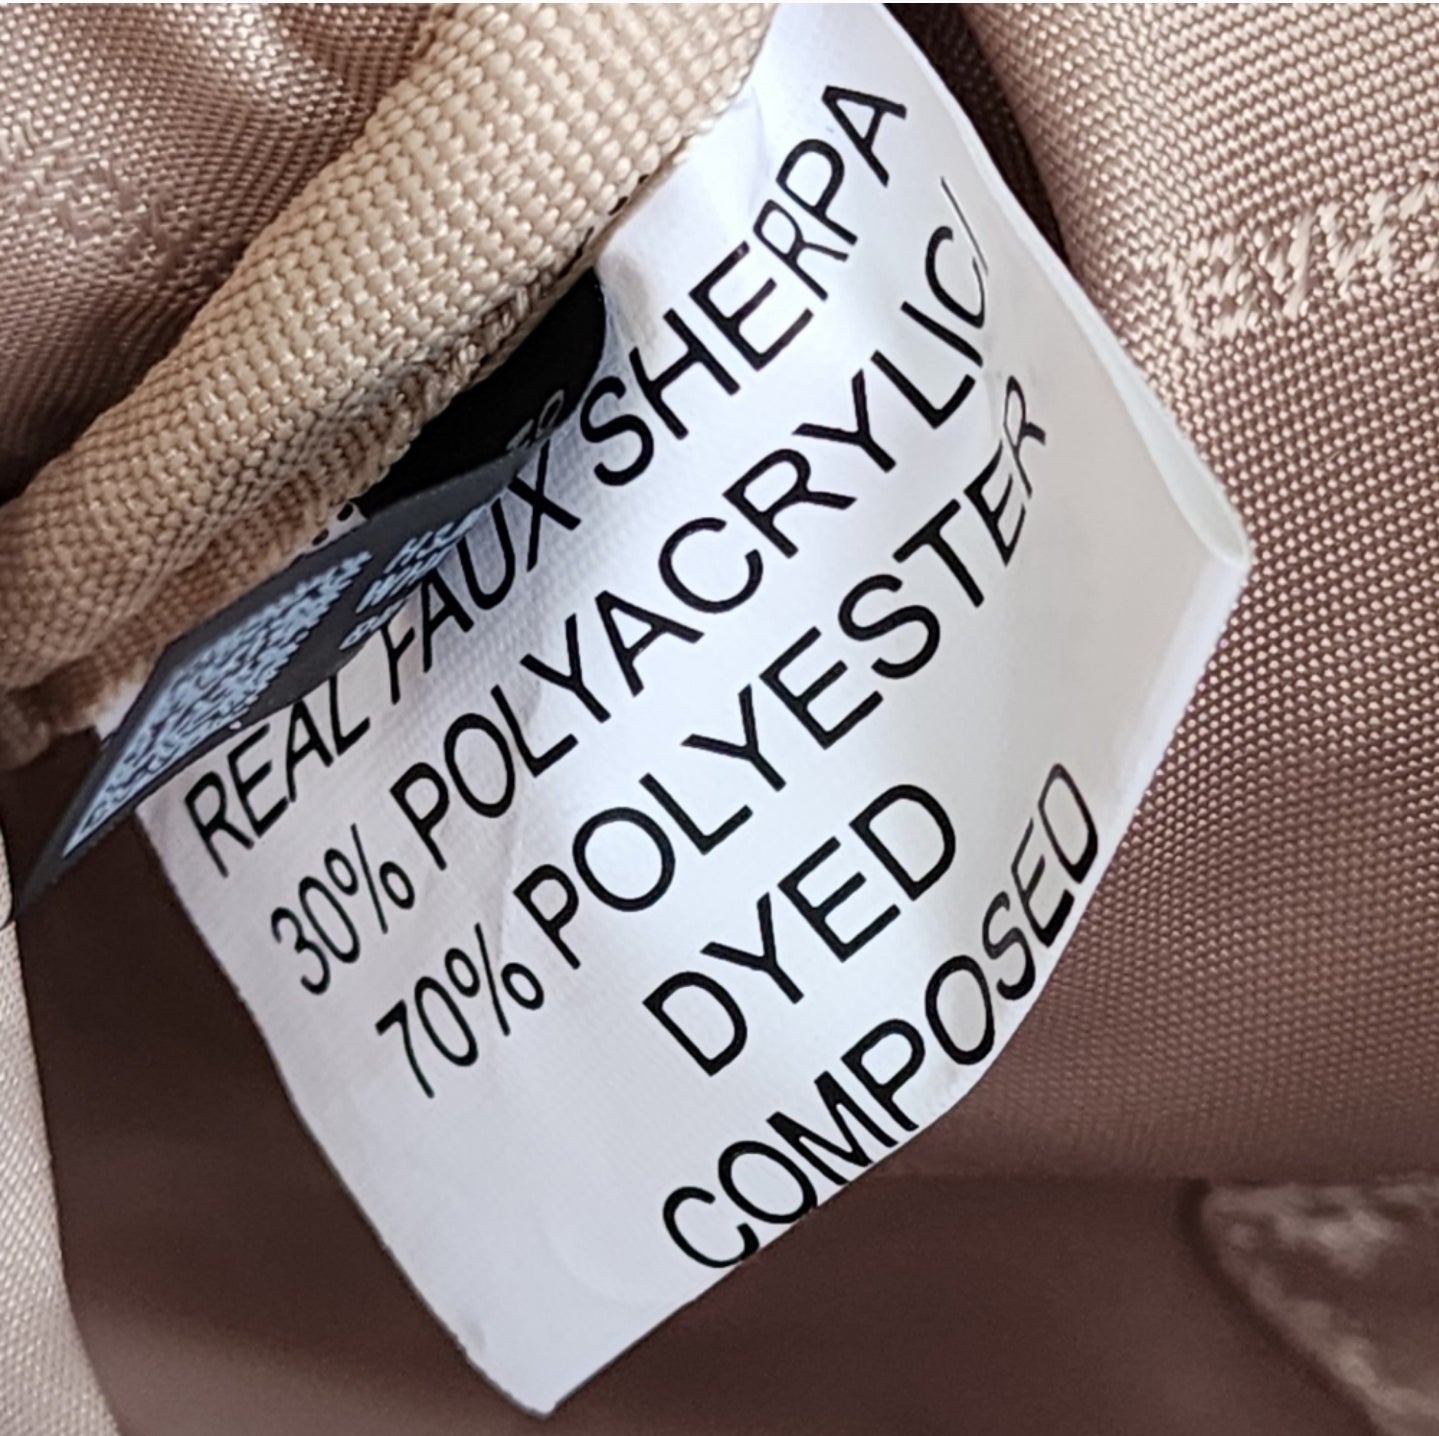 REAL FAUX SHERPA
30% POLYACRYLIC/
70% POLYESTER
DYED
COMPOSED